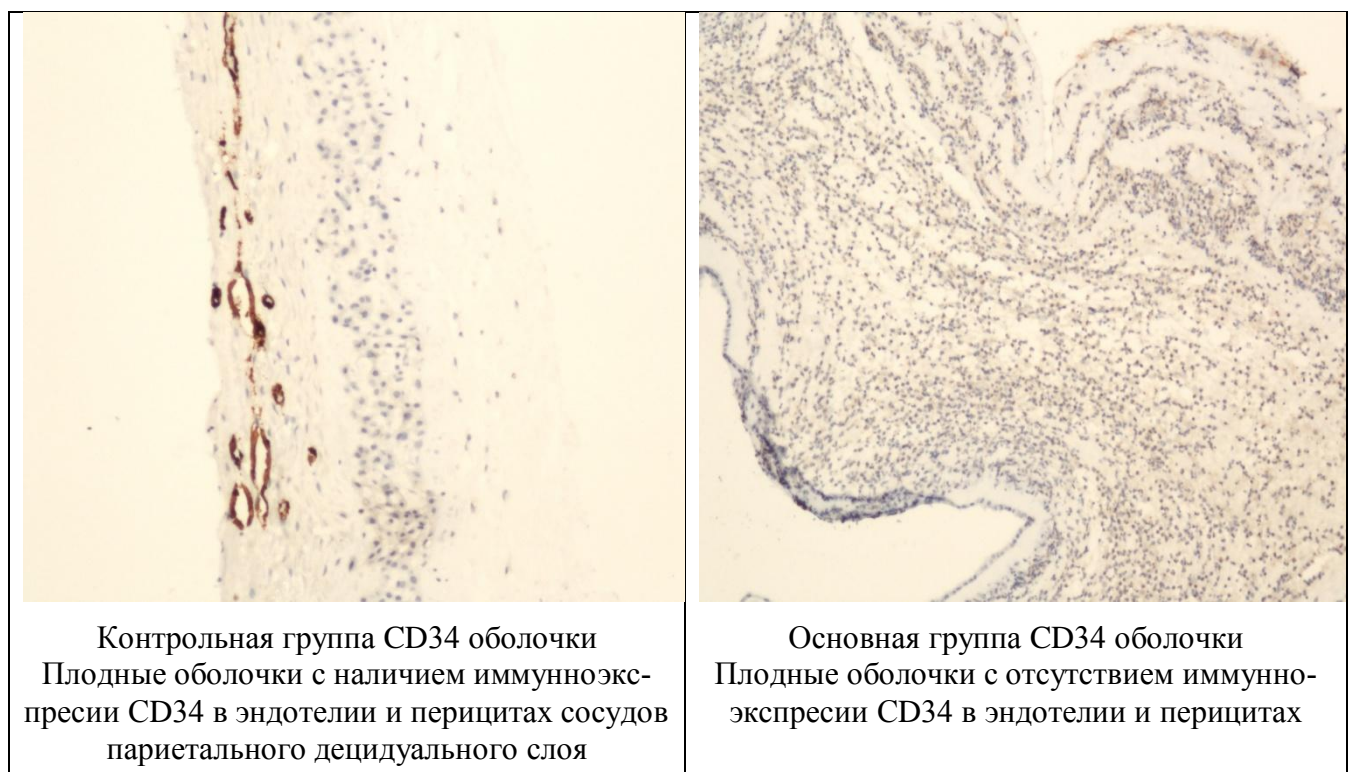 Контрольная группа CD34 оболочки
Плодные оболочки с наличием иммунноэкс-
пресии CD34 в эндотелии и перицитах сосудов
париетального децидуального слоя
Основная группа CD34 оболочки
Плодные оболочки с отсутствием иммунно-
экспресии CD34 в эндотелии и перицитах